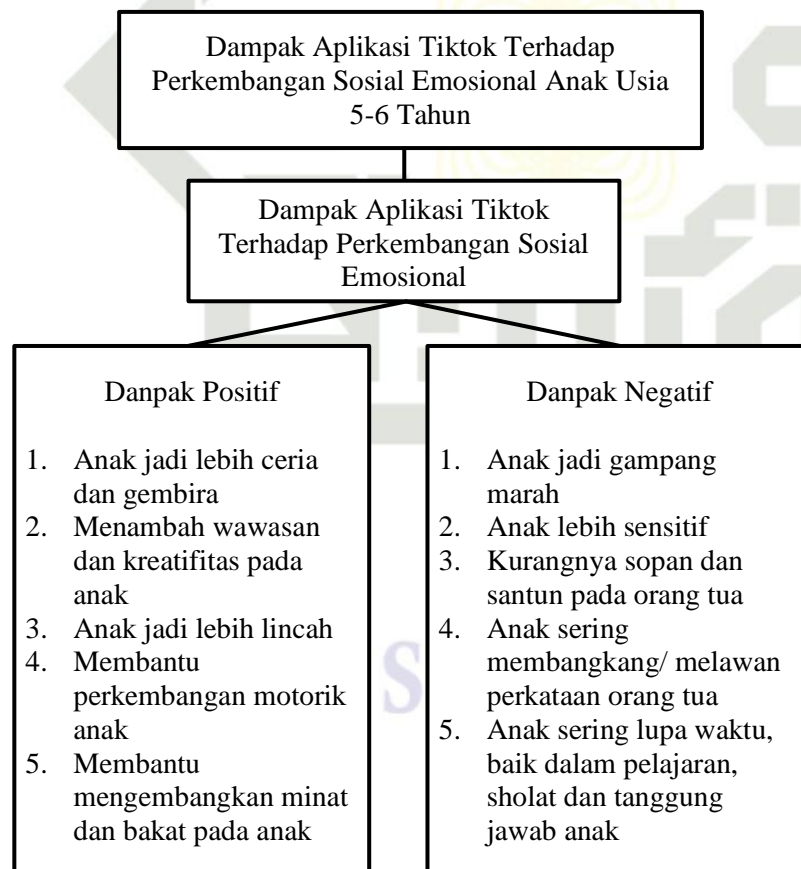 Dampak Aplikasi Tiktok Terhadap
Perkembangan Sosial Emosional Anak Usia
5-6 Tahun
Dampak Aplikasi Tiktok
Terhadap Perkembangan Sosial
Emosional
Danpak Positif
1. Anak jadi lebih ceria
dan gembira
2. Menambah wawasan
dan kreatifitas pada
anak
3. Anak jadi lebih lincah
4. Membantu
perkembangan motorik
anak
5. Membantu
mengembangkan minat
dan bakat pada anak
Danpak Negatif
1. Anak jadi gampang
marah
2. Anak lebih sensitif
3. Kurangnya sopan dan
santun pada orang tua
4. Anak sering
membangkang/ melawan
perkataan orang tua
5. Anak sering lupa waktu,
baik dalam pelajaran,
sholat dan tanggung
jawab anak